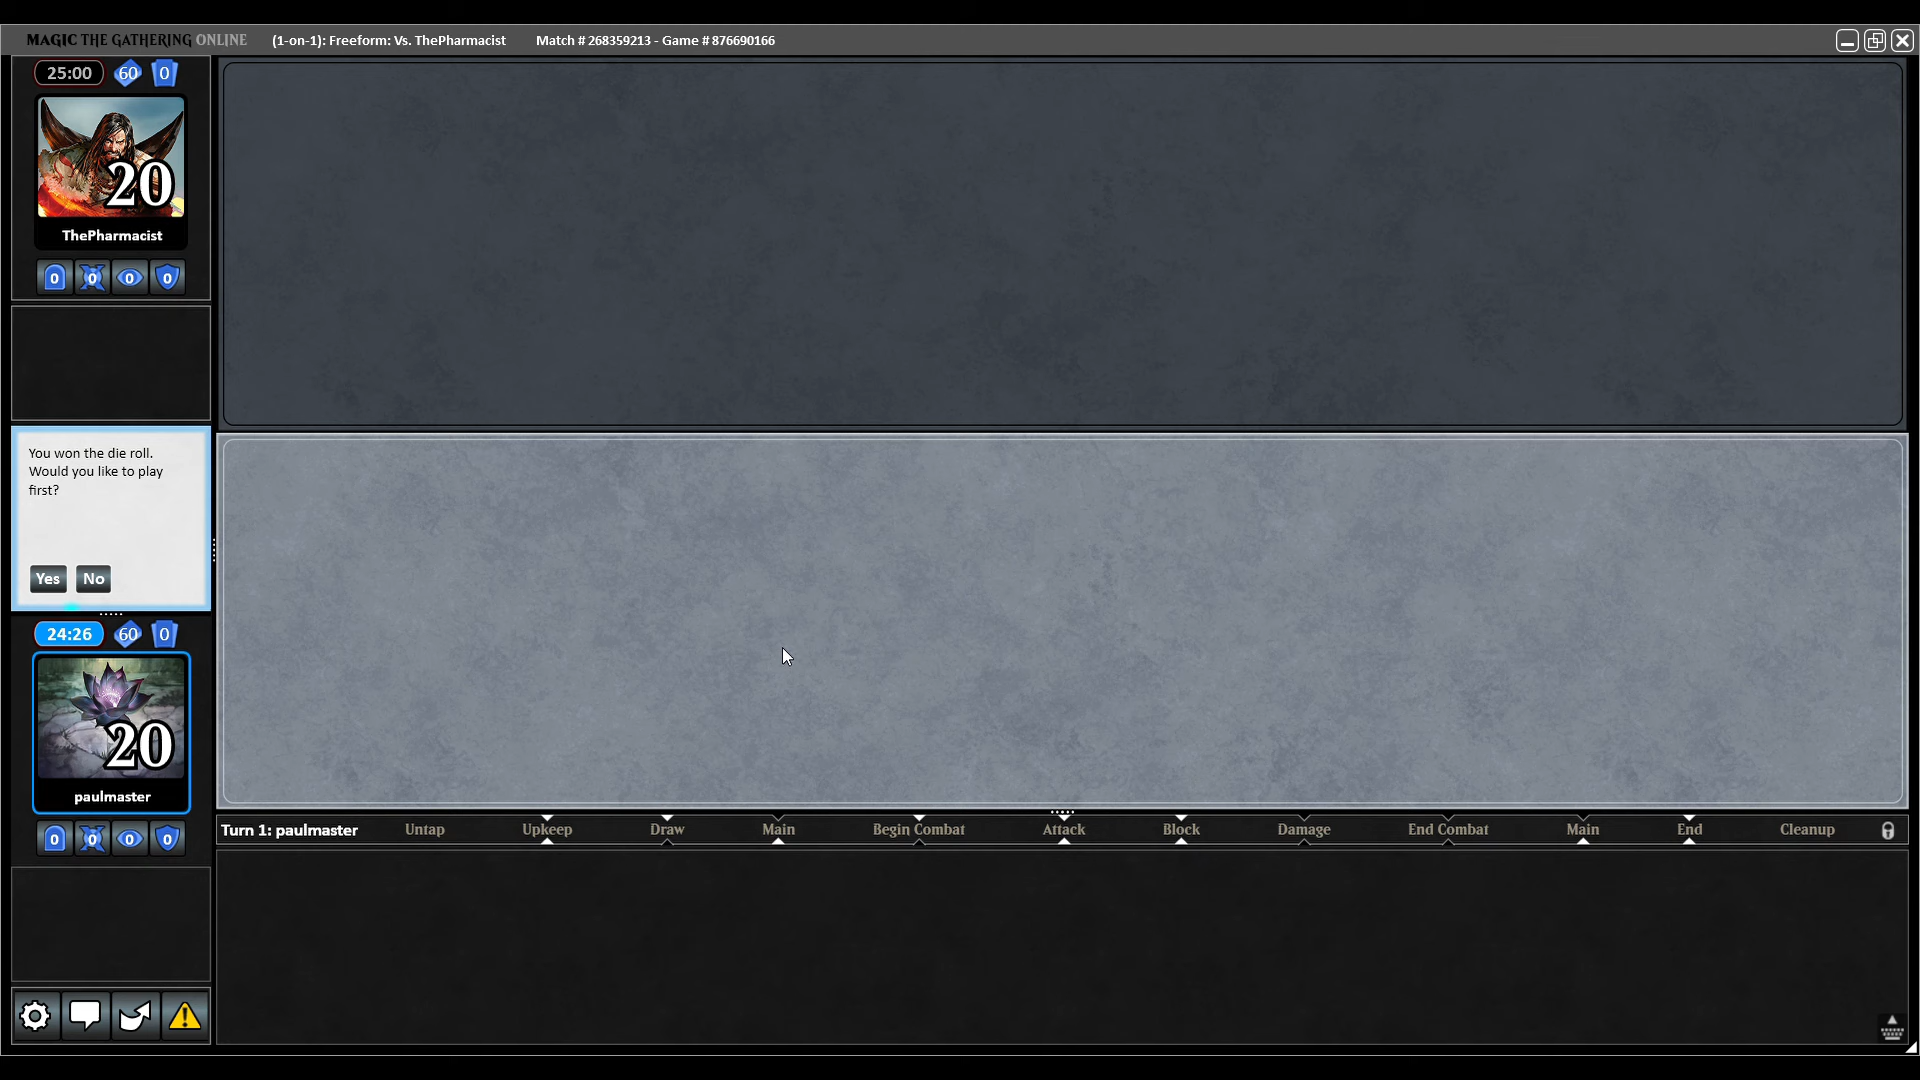 MAGIC THE GATHERING ONLINE (1-on-1): Freeform: Vs. ThePharmacist Match # 268359213 - Game # 876690166
25:00 60 0
20
ThePharmacist
0 0 0 0
You won the die roll.
Would you like to play
first?
Yes No
24:26 60 0
20
paulmaster
0 0 0 0
Turn 1: paulmaster Untap Upkeep Draw Main Begin Combat Attack Block Damage End Combat Main End Cleanup